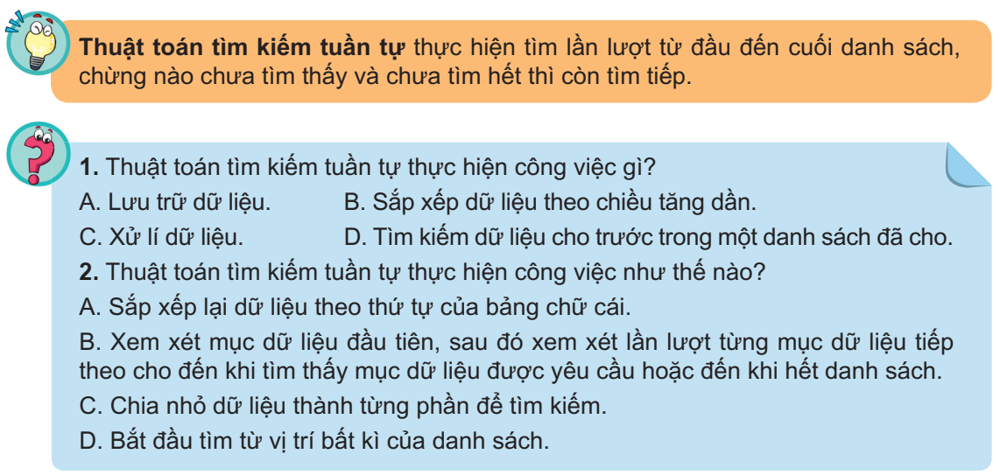 Thuật toán tìm kiếm tuần tự thực hiện tìm lần lượt từ đầu đến cuối danh sách,
chừng nào chưa tìm thấy và chưa tìm hết thì còn tìm tiếp.
1. Thuật toán tìm kiếm tuần tự thực hiện công việc gì?
A. Lưu trữ dữ liệu. B. Sắp xếp dữ liệu theo chiều tăng dần.
C. Xử lí dữ liệu. D. Tìm kiếm dữ liệu cho trước trong một danh sách đã cho.
2. Thuật toán tìm kiếm tuần tự thực hiện công việc như thế nào?
A. Sắp xếp lại dữ liệu theo thứ tự của bảng chữ cái.
B. Xem xét mục dữ liệu đầu tiên, sau đó xem xét lần lượt từng mục dữ liệu tiếp
theo cho đến khi tìm thấy mục dữ liệu được yêu cầu hoặc đến khi hết danh sách.
C. Chia nhỏ dữ liệu thành từng phần để tìm kiếm.
D. Bắt đầu tìm từ vị trí bất kì của danh sách.